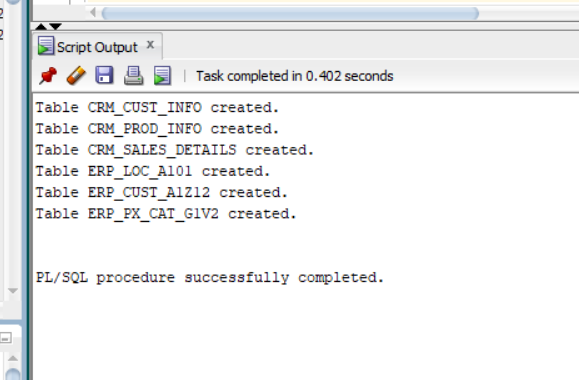 Script Output x
Task completed in 0.402 seconds
Table CRM_CUST_INFO created.
Table CRM_PROD_INFO created.
Table CRM_SALES_DETAILS created.
Table ERP_LOC_A101 created.
Table ERP_CUST_A1Z12 created.
Table ERP_PX_CAT_G1V2 created.
PL/SQL procedure successfully completed.